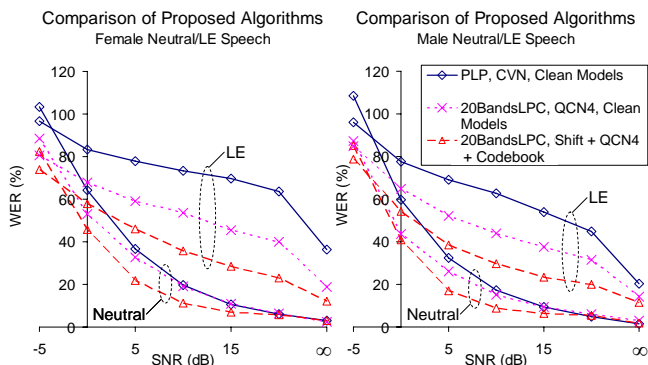 Comparison of Proposed Algorithms
Female Neutral/LE Speech
120
100
80
60
40
20
0
WER (%)
LE
Neutral
-5
5
15
∞
SNR (dB)
Comparison of Proposed Algorithms
Male Neutral/LE Speech
120
100
80
60
40
20
0
WER (%)
PLP, CVN, Clean Models
20BandsLPC, QCN4, Clean
Models
20BandsLPC, Shift + QCN4
+ Codebook
LE
Neutral
-5
5
15
∞
SNR (dB)